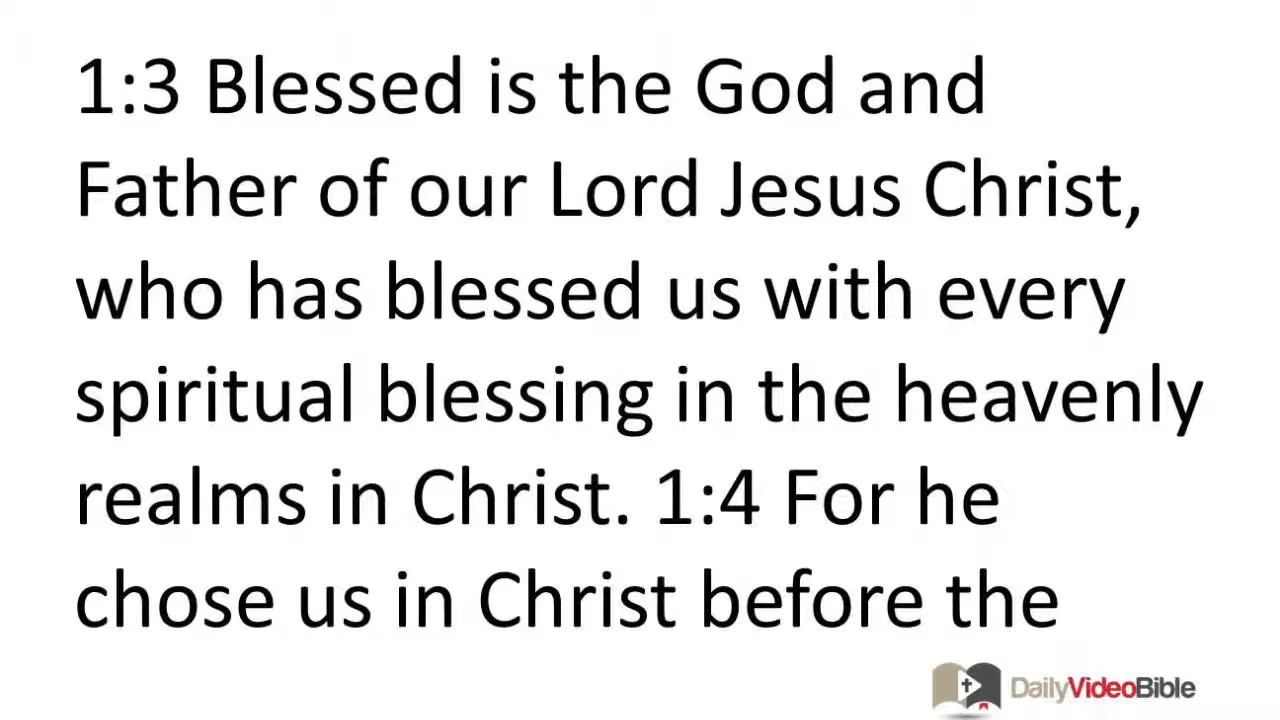 1:3 Blessed is the God and
Father of our Lord Jesus Christ,
who has blessed us with every
spiritual blessing in the heavenly
realms in Christ. 1:4 For he
chose us in Christ before the
DailyVideoBible